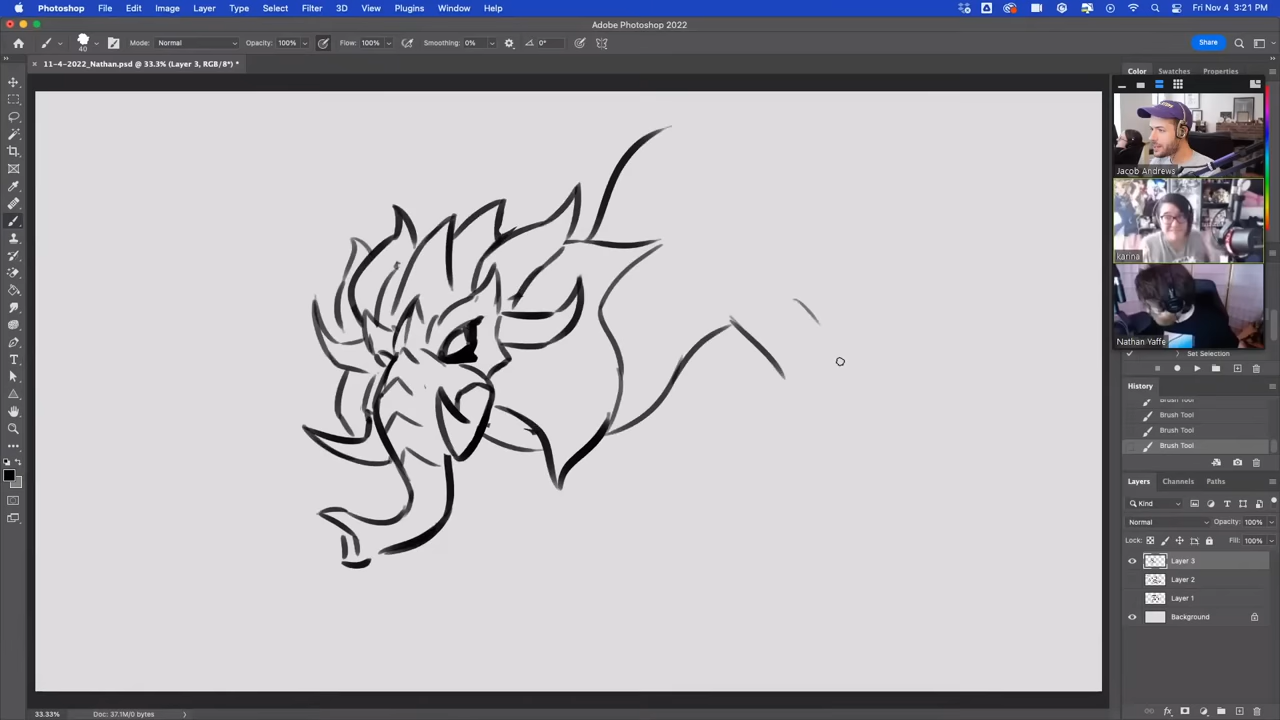 Photoshop File Edit Image Layer Type Select Filter 3D View Plugins Window Help Fri Nov 4 3:21 PM
Adobe Photoshop 2022
40 Mode: Normal Opacity: 100% Flow: 100% Smoothing: 0% 0° Share
11-4-2022_Nathan.psd @ 33.3% (Layer 3, RGB/8*) *
Color Swatches Properties
Jacob Andrews
karina
Nathan Yaffe
Set Selection
History
Brush Tool
Brush Tool
Brush Tool
Brush Tool
Layers Channels Paths
Kind
Normal Opacity: 100%
Lock: Fill: 100%
Layer 3
Layer 2
Layer 1
Background
33.33% Doc: 37.1M/0 bytes